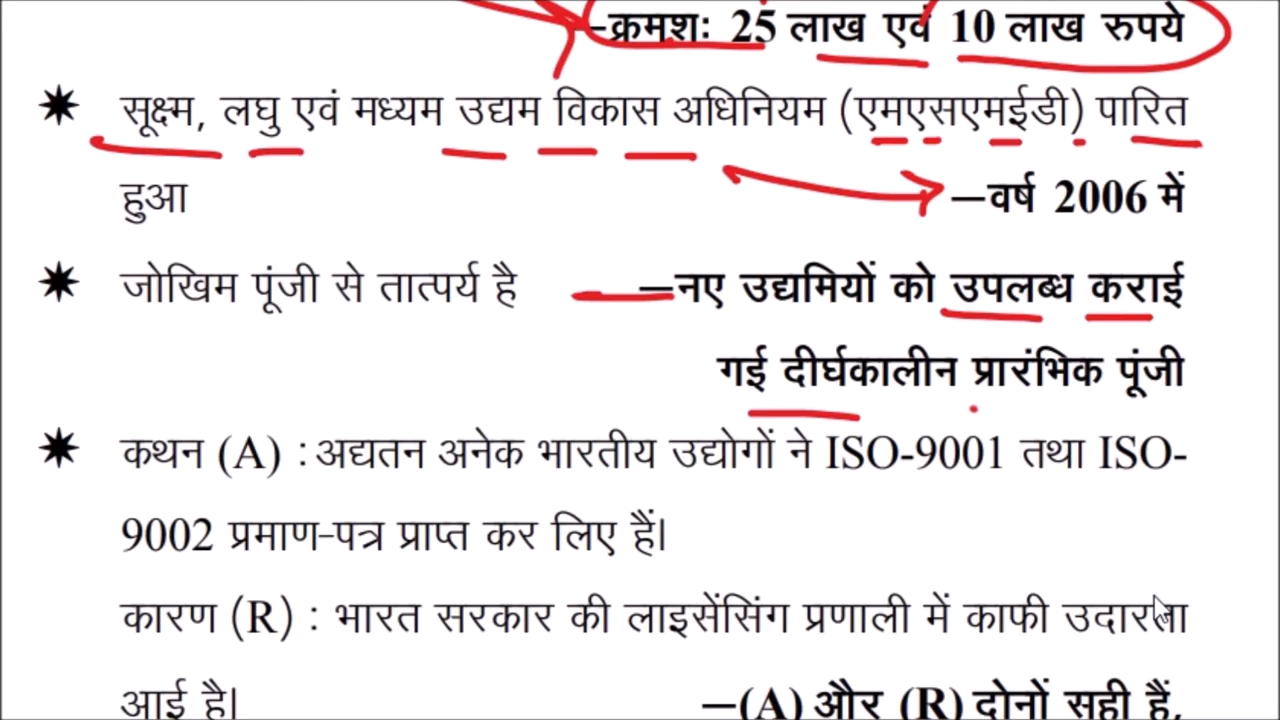 –क्रमशः 25 लाख एवं 10 लाख रुपये
✷ सूक्ष्म, लघु एवं मध्यम उद्यम विकास अधिनियम (एमएसएमईडी) पारित
हुआ –वर्ष 2006 में
✷ जोखिम पूंजी से तात्पर्य है –नए उद्यमियों को उपलब्ध कराई
गई दीर्घकालीन प्रारंभिक पूंजी
✷ कथन (A) : अद्यतन अनेक भारतीय उद्योगों ने ISO-9001 तथा ISO-
9002 प्रमाण-पत्र प्राप्त कर लिए हैं।
कारण (R) : भारत सरकार की लाइसेंसिंग प्रणाली में काफी उदारता
आई है। –(A) और (R) दोनों सही हैं,